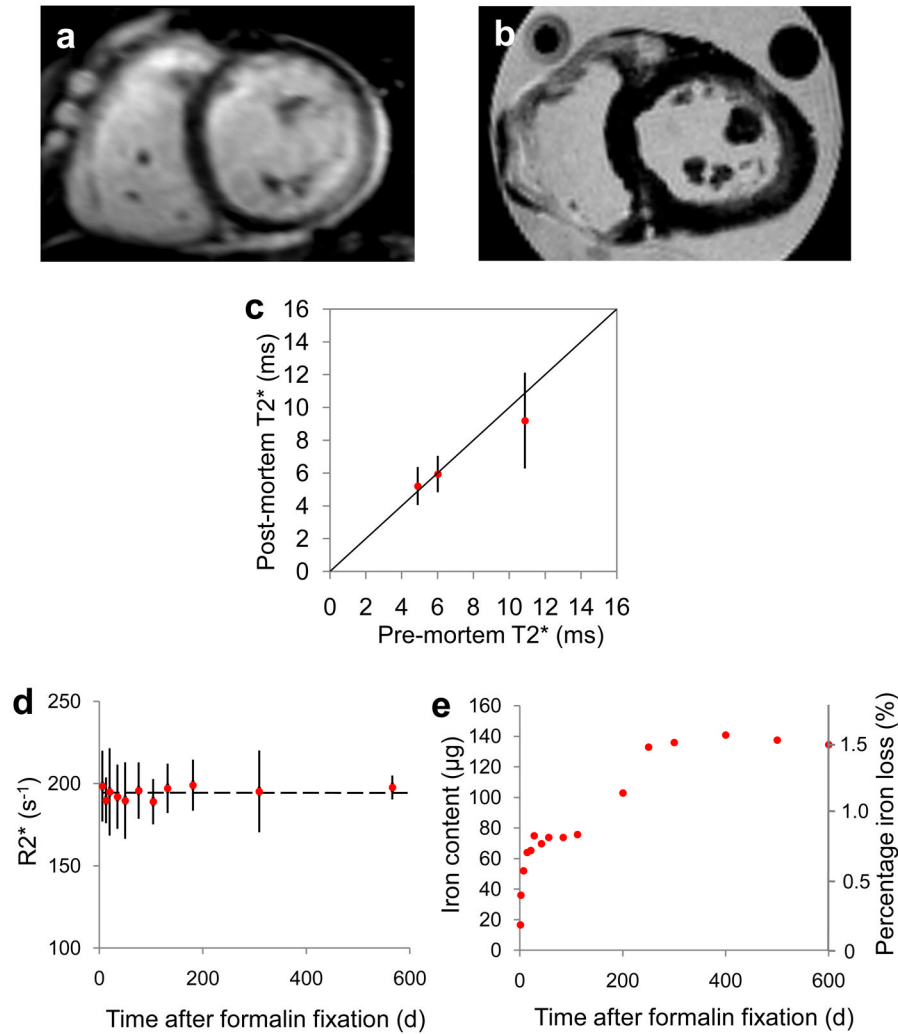 a
b
c
16
14
12
10
8
6
4
2
0
Post-mortem T2* (ms)
0 2 4 6 8 10 12 14 16
Pre-mortem T2* (ms)
d
250
200
150
100
R2* (s-1)
0 200 400 600
Time after formalin fixation (d)
e
160
140
120
100
80
60
40
20
0
Iron content (µg)
1.5
1.0
0.5
0
Percentage iron loss (%)
0 200 400 600
Time after formalin fixation (d)